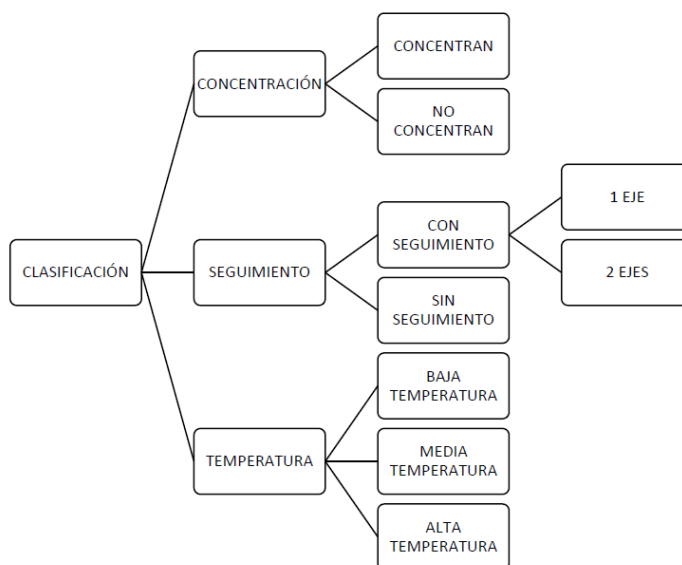 CLASIFICACIÓN
CONCENTRACIÓN
CONCENTRAN
NO
CONCENTRAN
SEGUIMIENTO
CON
SEGUIMIENTO
1 EJE
2 EJES
SIN
SEGUIMIENTO
TEMPERATURA
BAJA
TEMPERATURA
MEDIA
TEMPERATURA
ALTA
TEMPERATURA